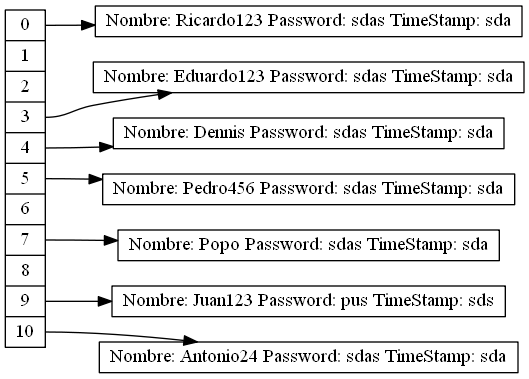 0
Nombre: Ricardo123 Password: sdas TimeStamp: sda
1
2
Nombre: Eduardo123 Password: sdas TimeStamp: sda
3
4
Nombre: Dennis Password: sdas TimeStamp: sda
5
Nombre: Pedro456 Password: sdas TimeStamp: sda
6
7
Nombre: Popo Password: sdas TimeStamp: sda
8
9
Nombre: Juan123 Password: pus TimeStamp: sds
10
Nombre: Antonio24 Password: sdas TimeStamp: sda